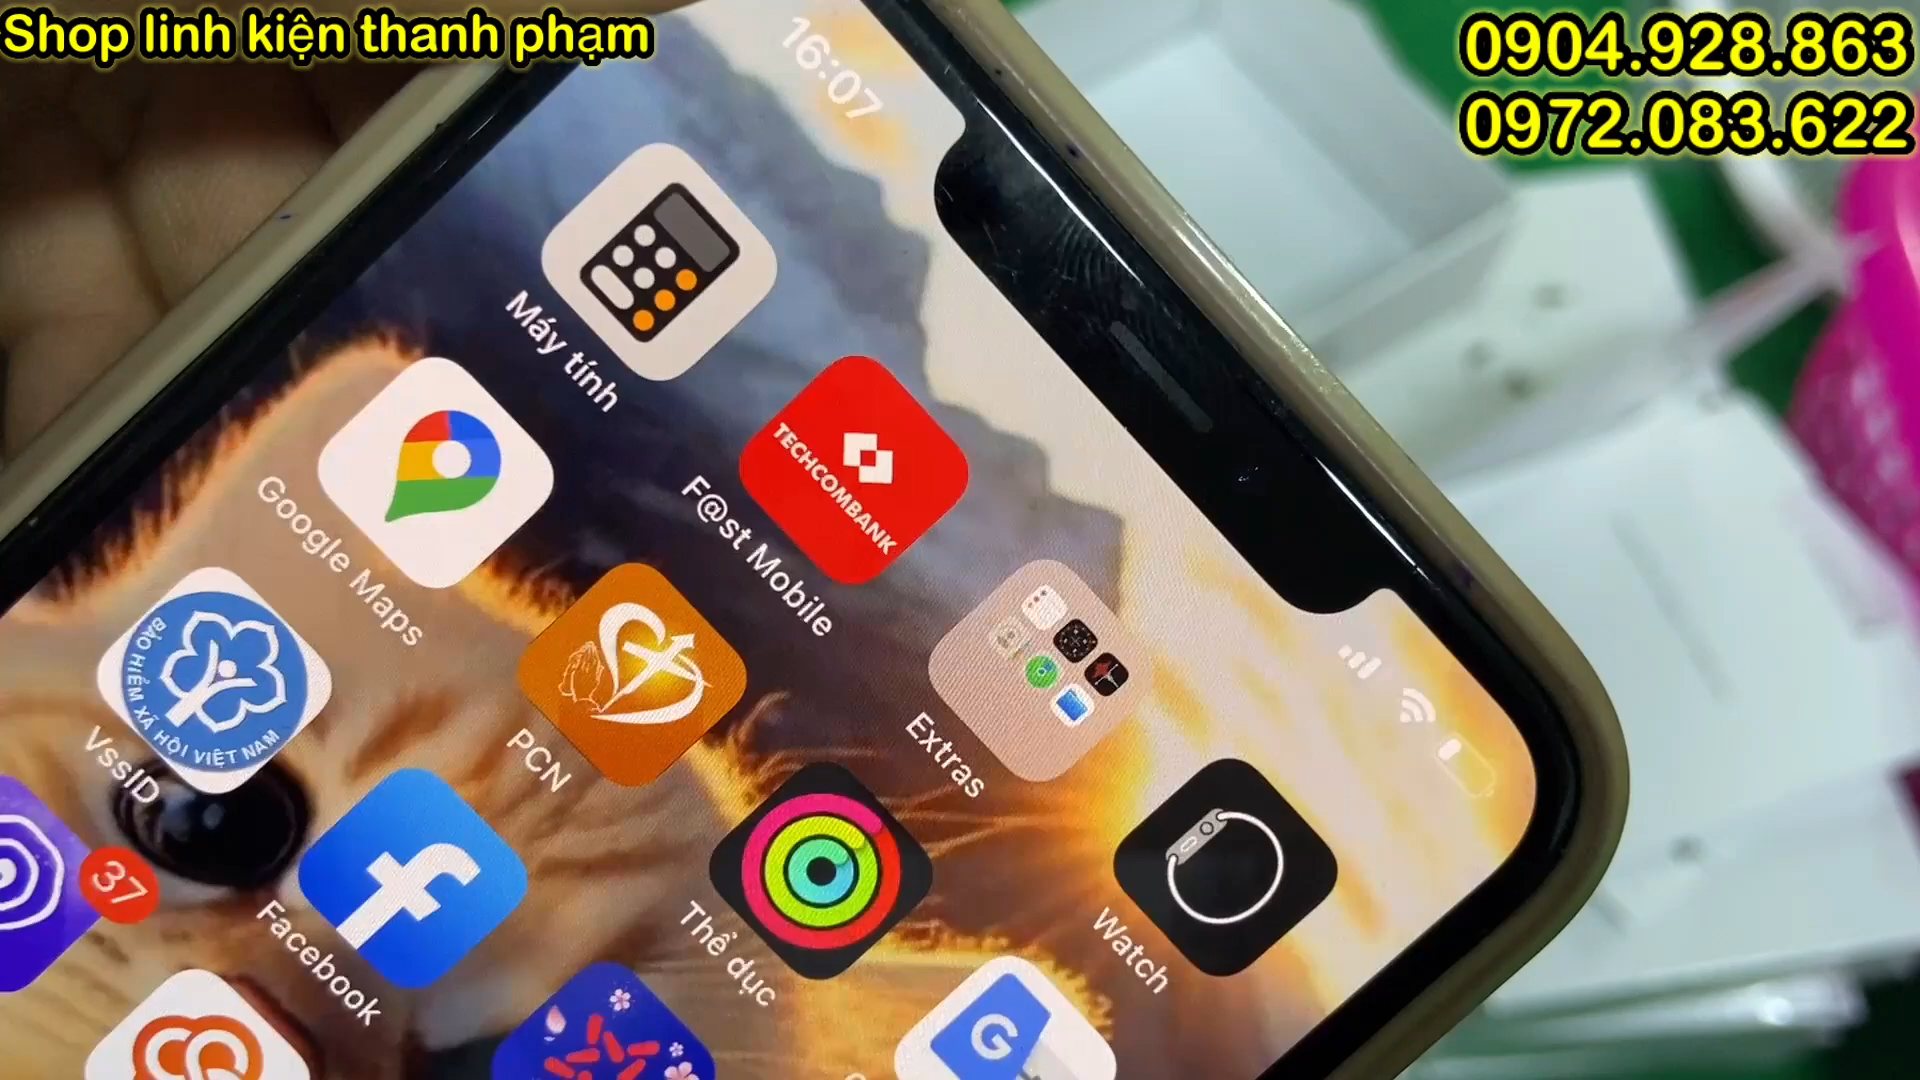 Shop linh kiện thanh phạm
0904.928.863
0972.083.622
16:07
Máy tính
TECHCOMBANK
F@st Mobile
Google Maps
Extras
PCN
BẢO HIỂM XÃ HỘI VIỆT NAM
VssID
Watch
Thể dục
Facebook
37
G